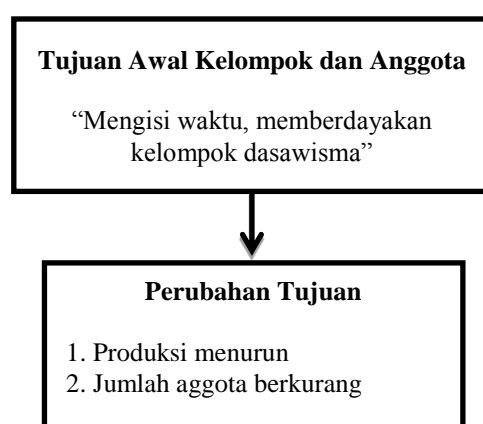 Tujuan Awal Kelompok dan Anggota
“Mengisi waktu, memberdayakan
kelompok dasawisma”
Perubahan Tujuan
1. Produksi menurun
2. Jumlah aggota berkurang